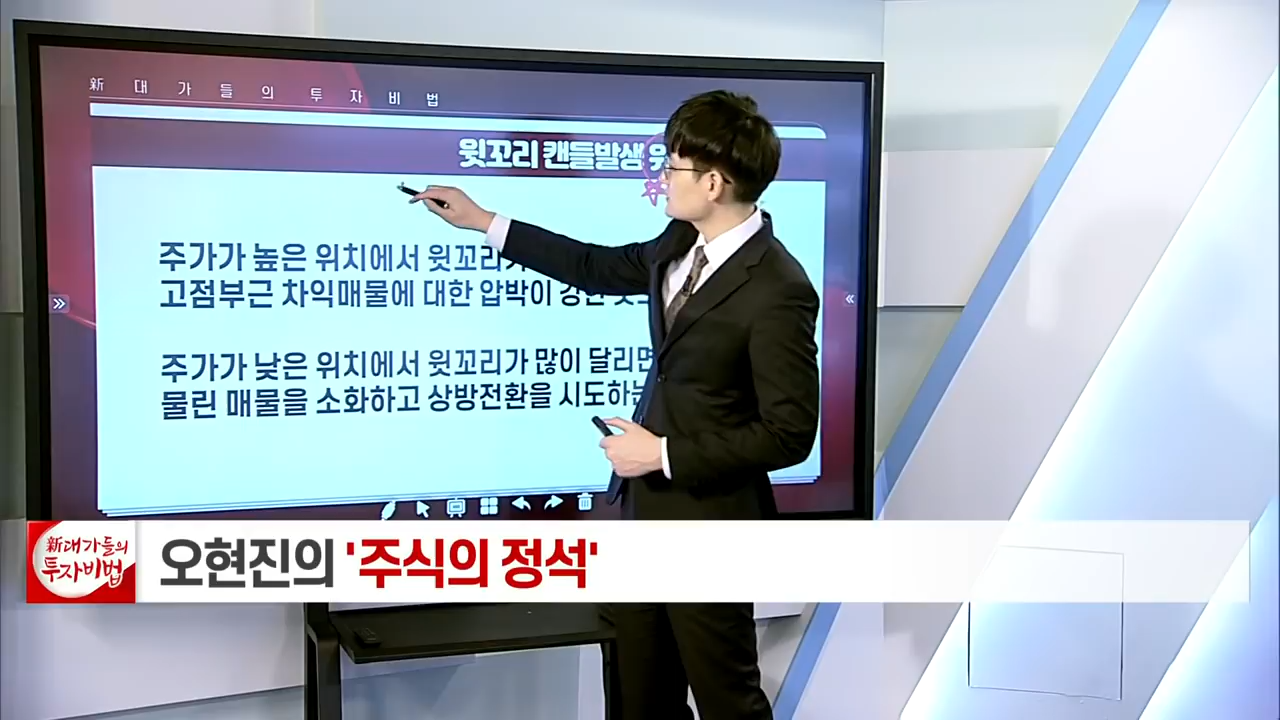 新 대 가 들 의 투 자 비 법
윗꼬리 캔들발생
주가가 높은 위치에서 윗꼬리가
고점부근 차익매물에 대한 압박이
주가가 낮은 위치에서 윗꼬리가 많이 달리면
물린 매물을 소화하고 상방전환을 시도하는
新대가들의
투자비법
오현진의 '주식의 정석'